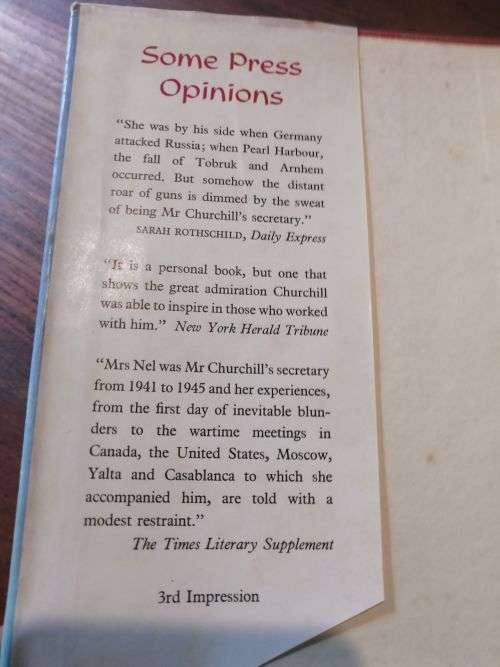 Some Press
Opinions
“She was by his side when Germany
attacked Russia; when Pearl Harbour,
the fall of Tobruk and Arnhem
occurred. But somehow the distant
roar of guns is dimmed by the sweat
of being Mr Churchill’s secretary.”
SARAH ROTHSCHILD, Daily Express
“It is a personal book, but one that
shows the great admiration Churchill
was able to inspire in those who worked
with him.” New York Herald Tribune
“Mrs Nel was Mr Churchill’s secretary
from 1941 to 1945 and her experiences,
from the first day of inevitable blun-
ders to the wartime meetings in
Canada, the United States, Moscow,
Yalta and Casablanca to which she
accompanied him, are told with a
modest restraint.”
The Times Literary Supplement
3rd Impression